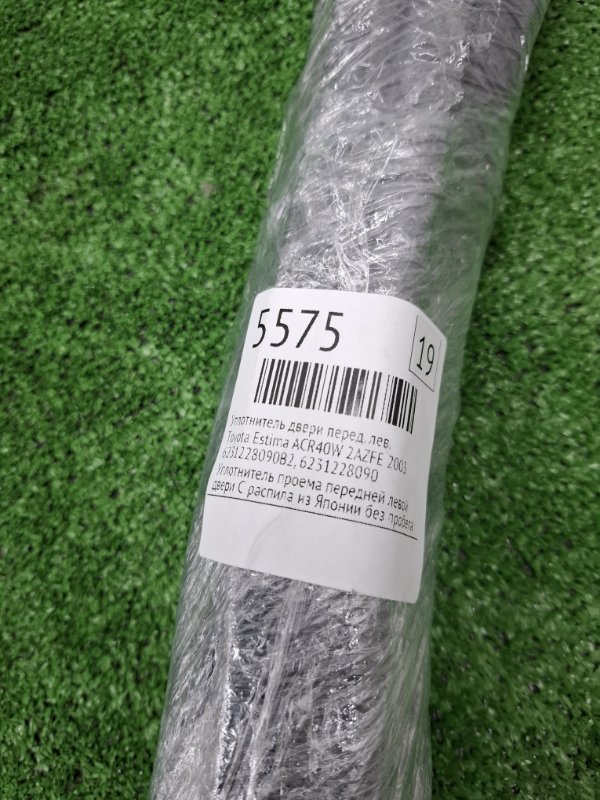 5575
19
Уплотнитель двери перед. лев.
Toyota Estima ACR40W 2AZFE 2003
6231228090B2, 6231228090
Уплотнитель проема передней левой
двери С распила из Японии без пробега